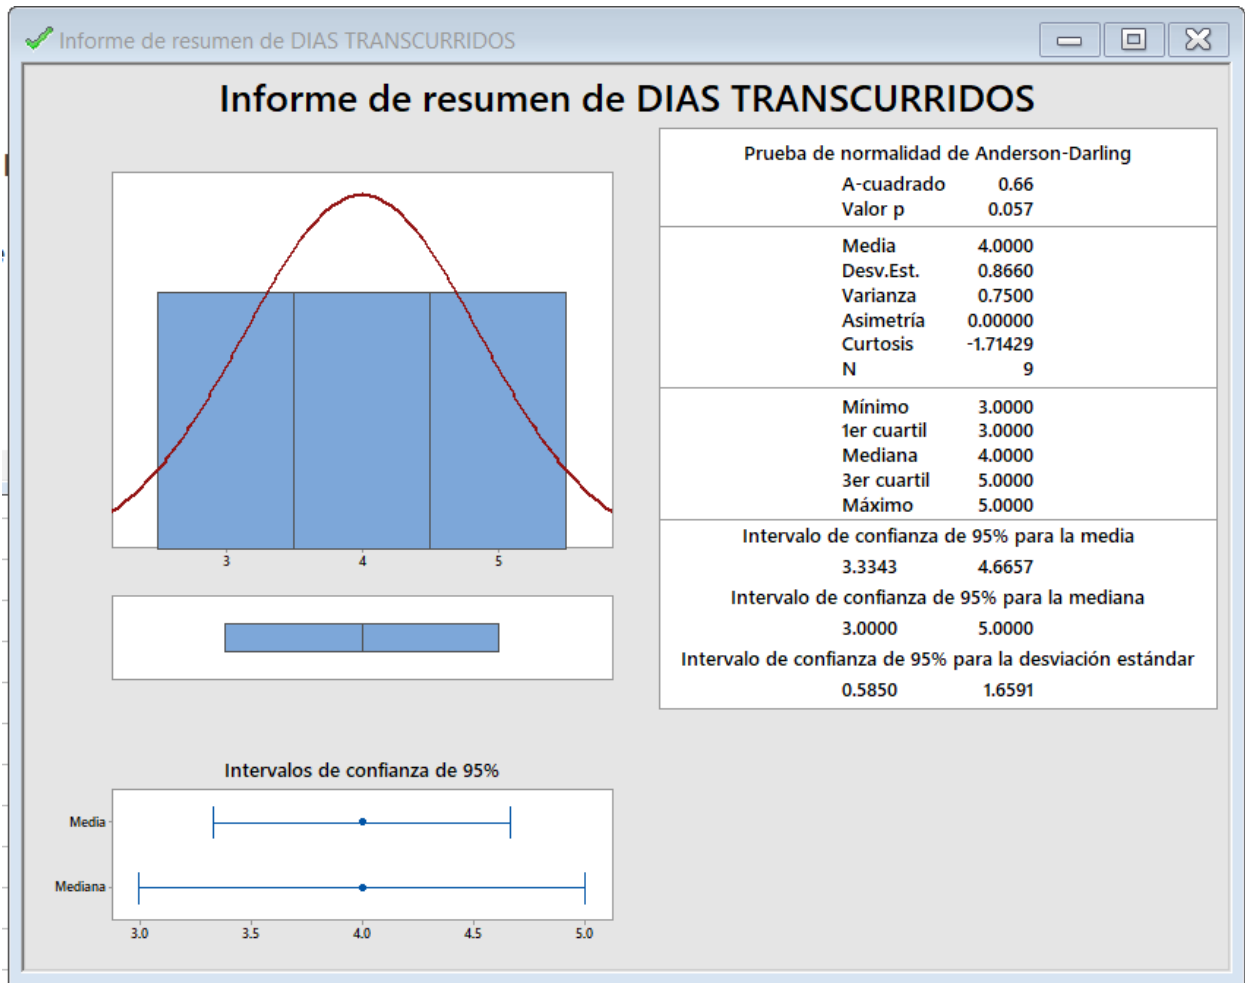 Informe de resumen de DIAS TRANSCURRIDOS
Informe de resumen de DIAS TRANSCURRIDOS
3 4 5
Intervalos de confianza de 95%
Media
Mediana
3.0 3.5 4.0 4.5 5.0
Prueba de normalidad de Anderson-Darling
A-cuadrado 0.66
Valor p 0.057
Media 4.0000
Desv.Est. 0.8660
Varianza 0.7500
Asimetría 0.00000
Curtosis -1.71429
N 9
Mínimo 3.0000
1er cuartil 3.0000
Mediana 4.0000
3er cuartil 5.0000
Máximo 5.0000
Intervalo de confianza de 95% para la media
3.3343 4.6657
Intervalo de confianza de 95% para la mediana
3.0000 5.0000
Intervalo de confianza de 95% para la desviación estándar
0.5850 1.6591